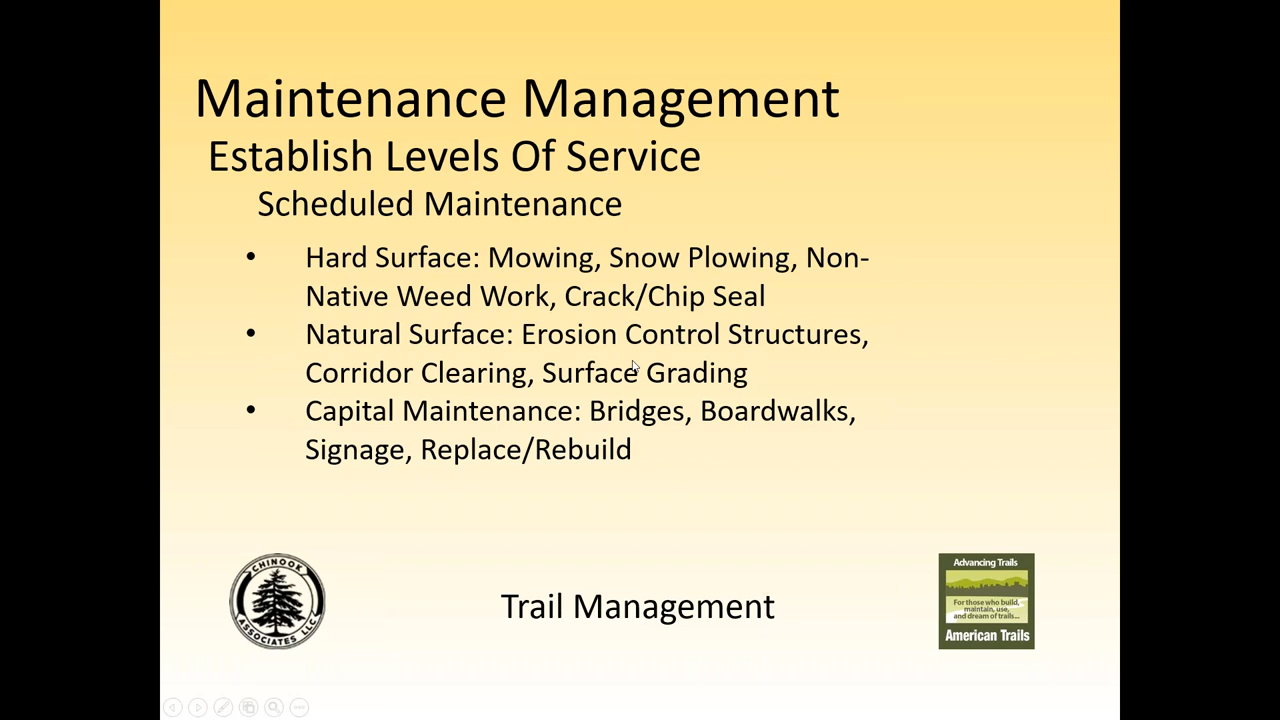 Maintenance Management
Establish Levels Of Service
Scheduled Maintenance
• Hard Surface: Mowing, Snow Plowing, Non-
Native Weed Work, Crack/Chip Seal
• Natural Surface: Erosion Control Structures,
Corridor Clearing, Surface Grading
• Capital Maintenance: Bridges, Boardwalks,
Signage, Replace/Rebuild
CHINOOK
ASSOCIATES LLC
Trail Management
Advancing Trails
For those who build,
maintain, use,
and dream of trails...
American Trails